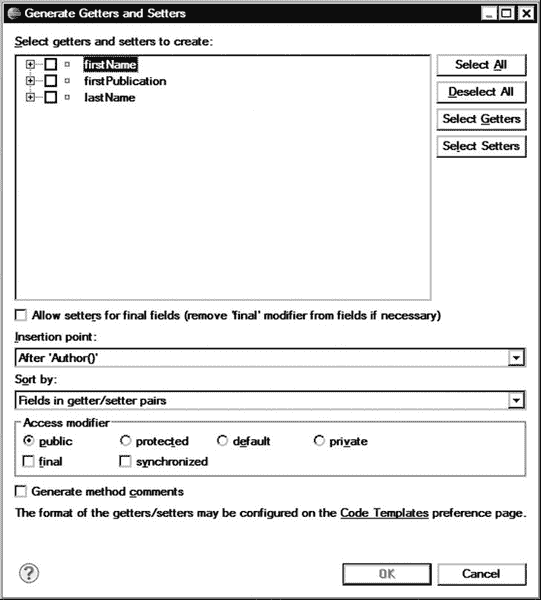 Generate Getters and Setters
Select getters and setters to create:
firstName
firstPublication
lastName
Select All
Deselect All
Select Getters
Select Setters
Allow setters for final fields (remove 'final' modifier from fields if necessary)
Insertion point:
After 'Author()'
Sort by:
Fields in getter/setter pairs
Access modifier
public protected default private
final synchronized
Generate method comments
The format of the getters/setters may be configured on the Code Templates preference page.
?
OK Cancel